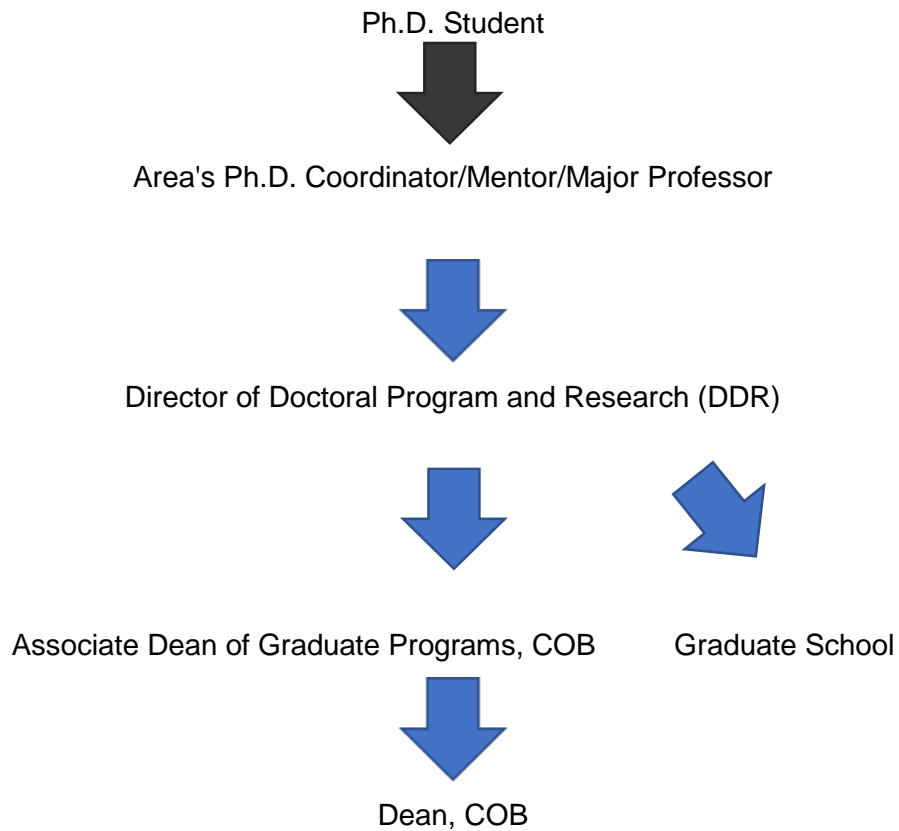 Ph.D. Student
Area's Ph.D. Coordinator/Mentor/Major Professor
Director of Doctoral Program and Research (DDR)
Associate Dean of Graduate Programs, COB
Graduate School
Dean, COB